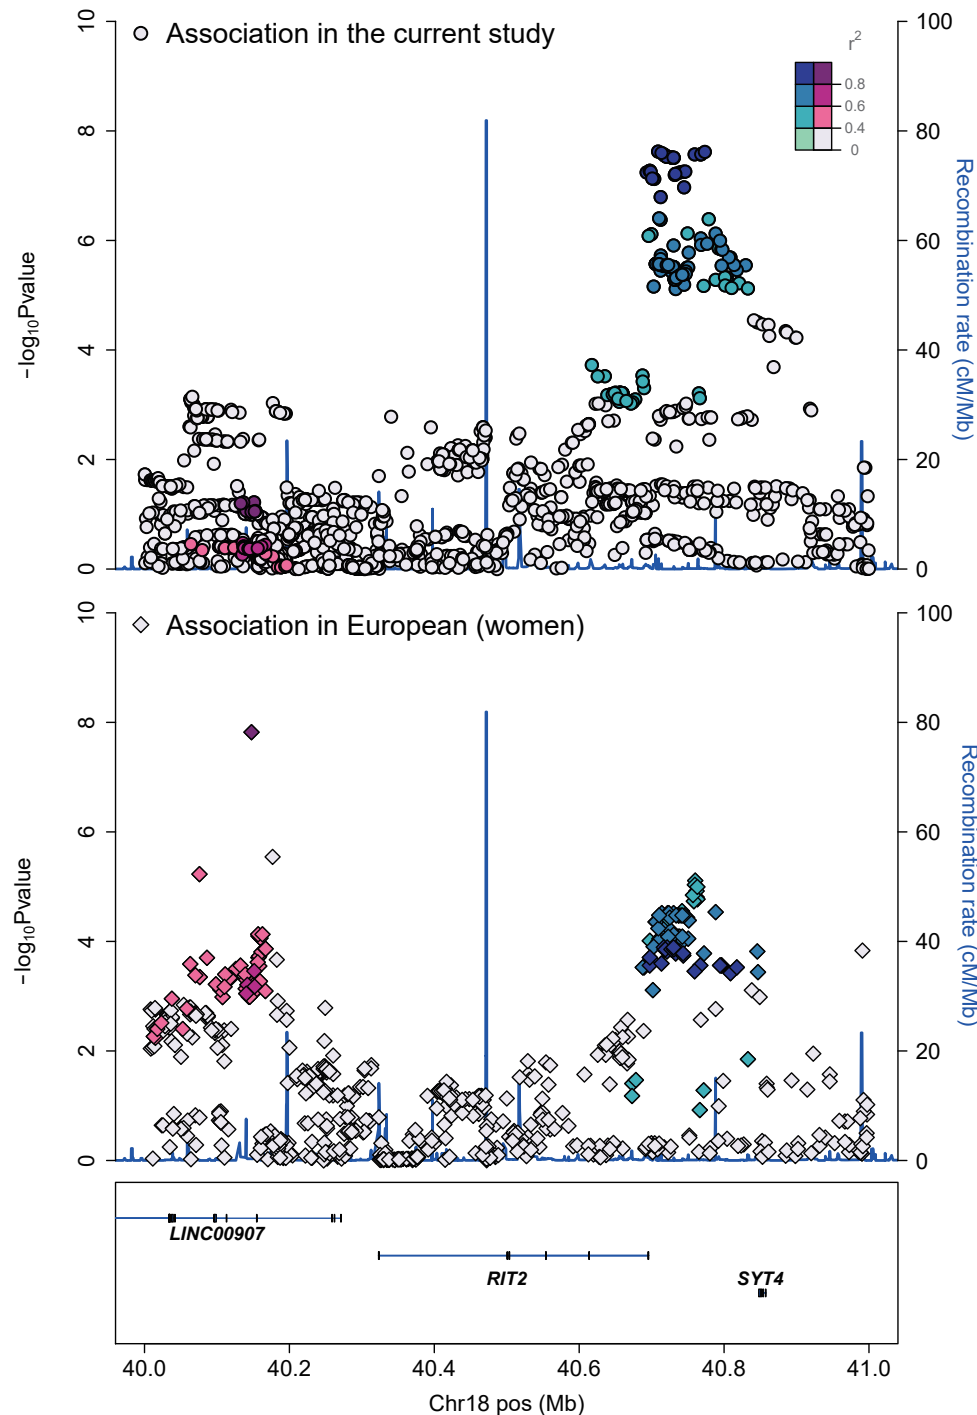 Association in the current study
r2
0.8
0.6
0.4
0
10
8
6
4
2
0
−log10Pvalue
100
80
60
40
20
0
Recombination rate (cM/Mb)
Association in European (women)
10
8
6
4
2
0
−log10Pvalue
100
80
60
40
20
0
Recombination rate (cM/Mb)
LINC00907
RIT2
SYT4
40.0 40.2 40.4 40.6 40.8 41.0
Chr18 pos (Mb)